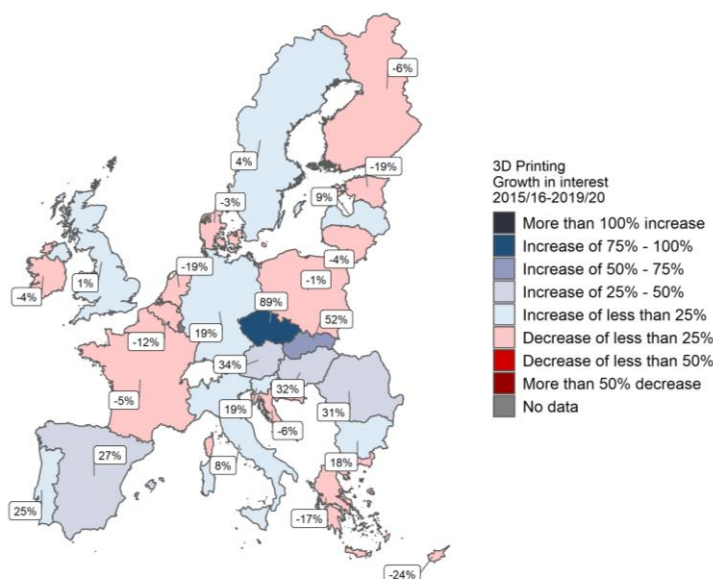 -6%
-19%
4%
-3%
9%
-19%
-4%
-4%
1%
-1%
89%
52%
-12%
19%
34%
32%
-5%
31%
19%
-6%
27%
8%
18%
25%
-17%
-24%
3D Printing
Growth in interest
2015/16-2019/20
More than 100% increase
Increase of 75% - 100%
Increase of 50% - 75%
Increase of 25% - 50%
Increase of less than 25%
Decrease of less than 25%
Decrease of less than 50%
More than 50% decrease
No data